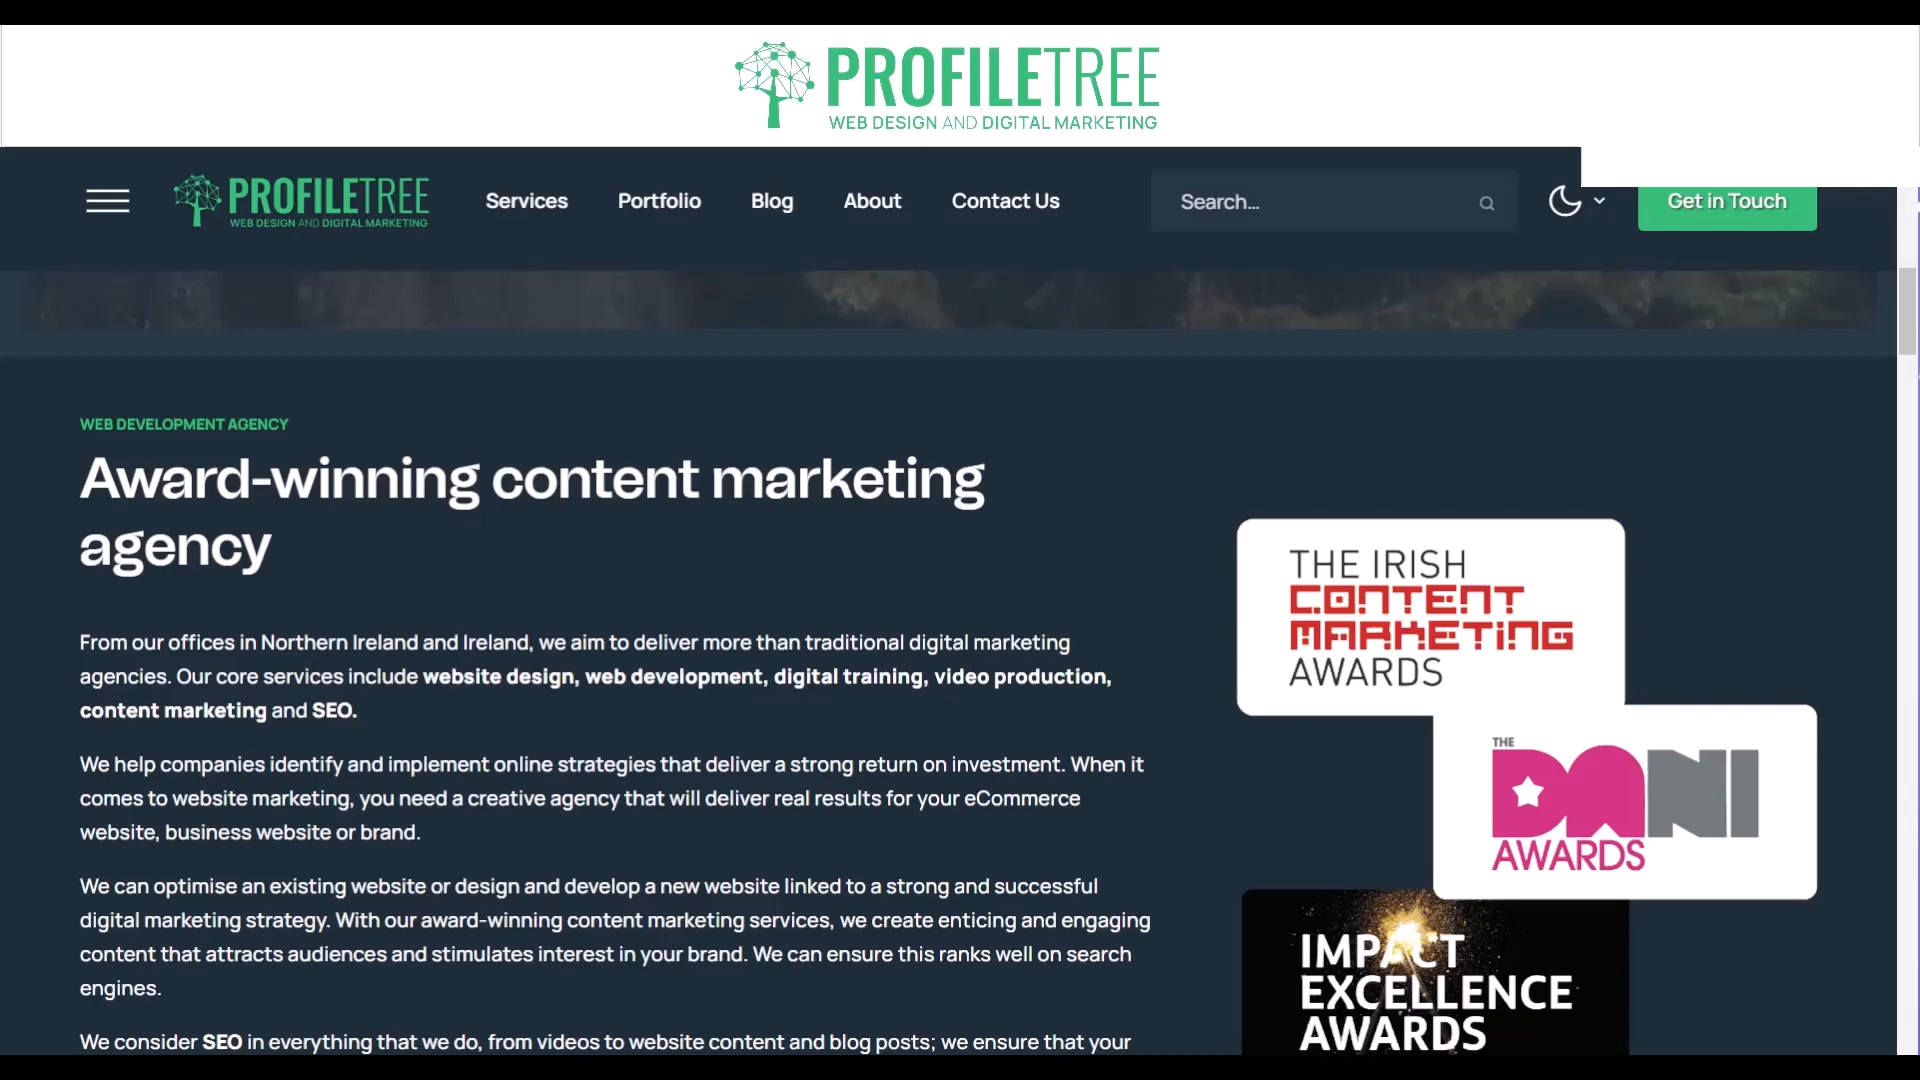 PROFILETREE
WEB DESIGN AND DIGITAL MARKETING
PROFILETREE
WEB DESIGN AND DIGITAL MARKETING
Services
Portfolio
Blog
About
Contact Us
Search...
Get in Touch
WEB DEVELOPMENT AGENCY
Award-winning content marketing
agency
From our offices in Northern Ireland and Ireland, we aim to deliver more than traditional digital marketing
agencies. Our core services include website design, web development, digital training, video production,
content marketing and SEO.
We help companies identify and implement online strategies that deliver a strong return on investment. When it
comes to website marketing, you need a creative agency that will deliver real results for your eCommerce
website, business website or brand.
We can optimise an existing website or design and develop a new website linked to a strong and successful
digital marketing strategy. With our award-winning content marketing services, we create enticing and engaging
content that attracts audiences and stimulates interest in your brand. We can ensure this ranks well on search
engines.
We consider SEO in everything that we do, from videos to website content and blog posts; we ensure that your
THE IRISH
CONTENT
MARKETING
AWARDS
THE
DANI
AWARDS
IMPACT
EXCELLENCE
AWARDS